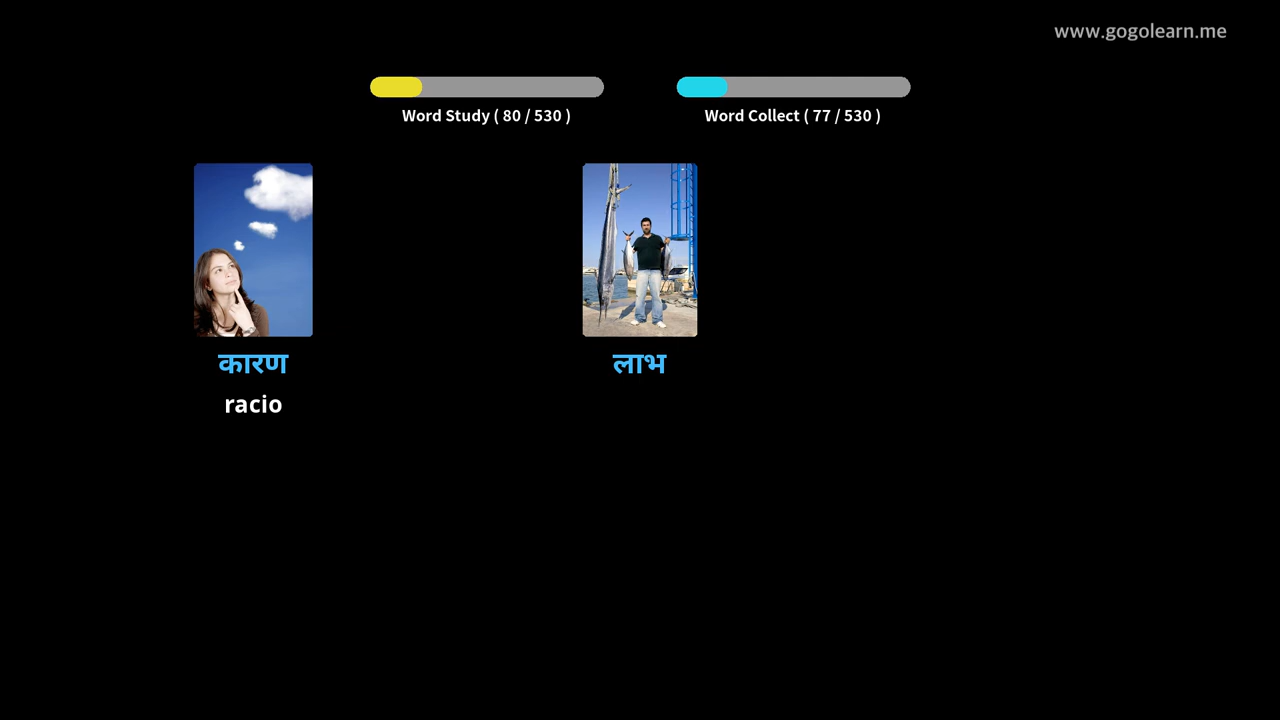 www.gogolearn.me
Word Study ( 80 / 530 )
Word Collect ( 77 / 530 )
कारण
लाभ
racio